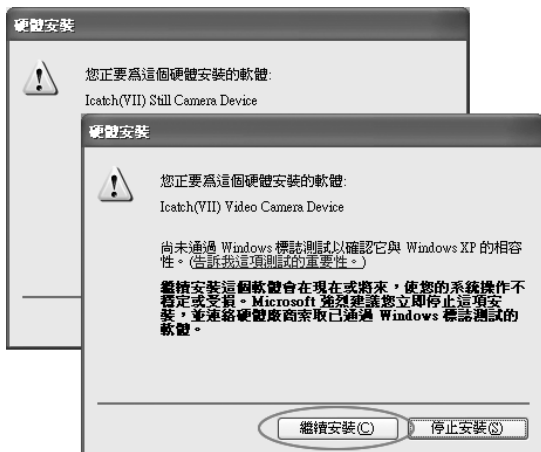 硬體安裝
您正要為這個硬體安裝的軟體:
Icatch(VII) Still Camera Device
硬體安裝
您正要為這個硬體安裝的軟體:
Icatch(VII) Video Camera Device
尚未通過 Windows 標誌測試以確認它與 Windows XP 的相容
性。(告訴我這項測試的重要性。)
繼續安裝這個軟體會在現在或將來，使您的系統操作不
穩定或受損。Microsoft 強烈建議您立即停止這項安
裝，並連絡硬體廠商索取已通過 Windows 標誌測試的
軟體。
繼續安裝(C)
停止安裝(S)